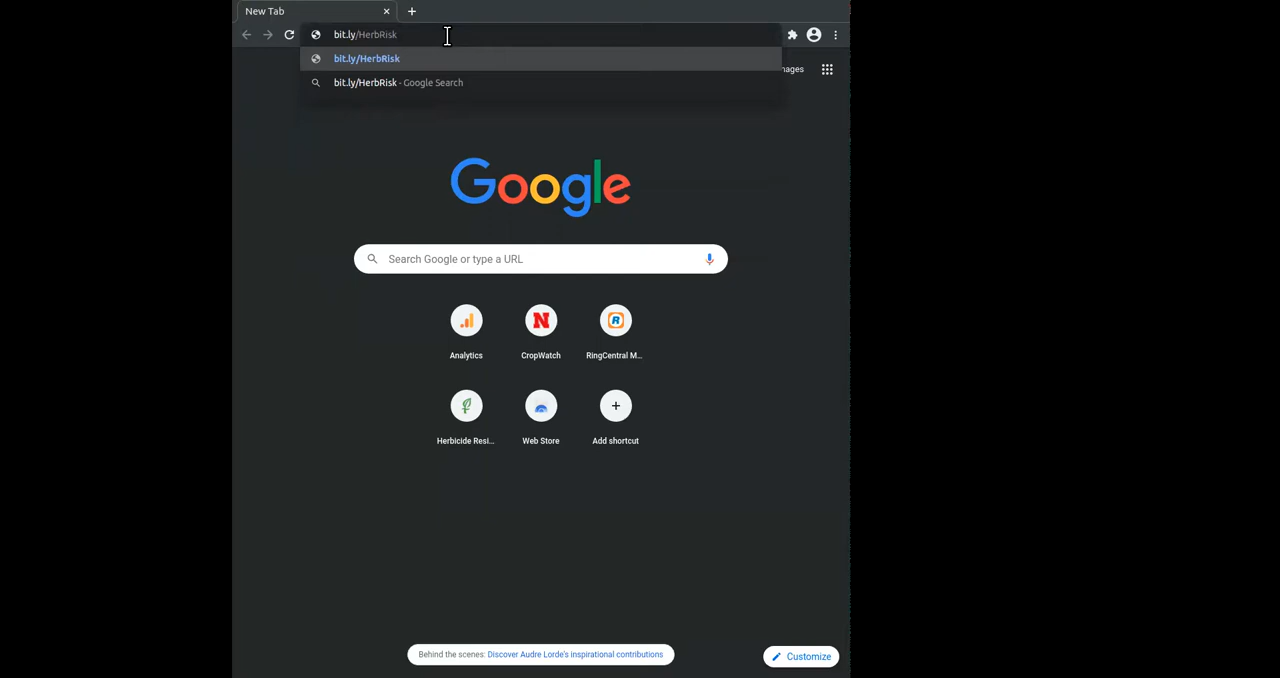 New Tab
bit.ly/HerbRisk
bit.ly/HerbRisk
bit.ly/HerbRisk - Google Search
Google
Search Google or type a URL
Analytics
CropWatch
RingCentral M...
Herbicide Resi...
Web Store
Add shortcut
Behind the scenes: Discover Audre Lorde's inspirational contributions
Customize